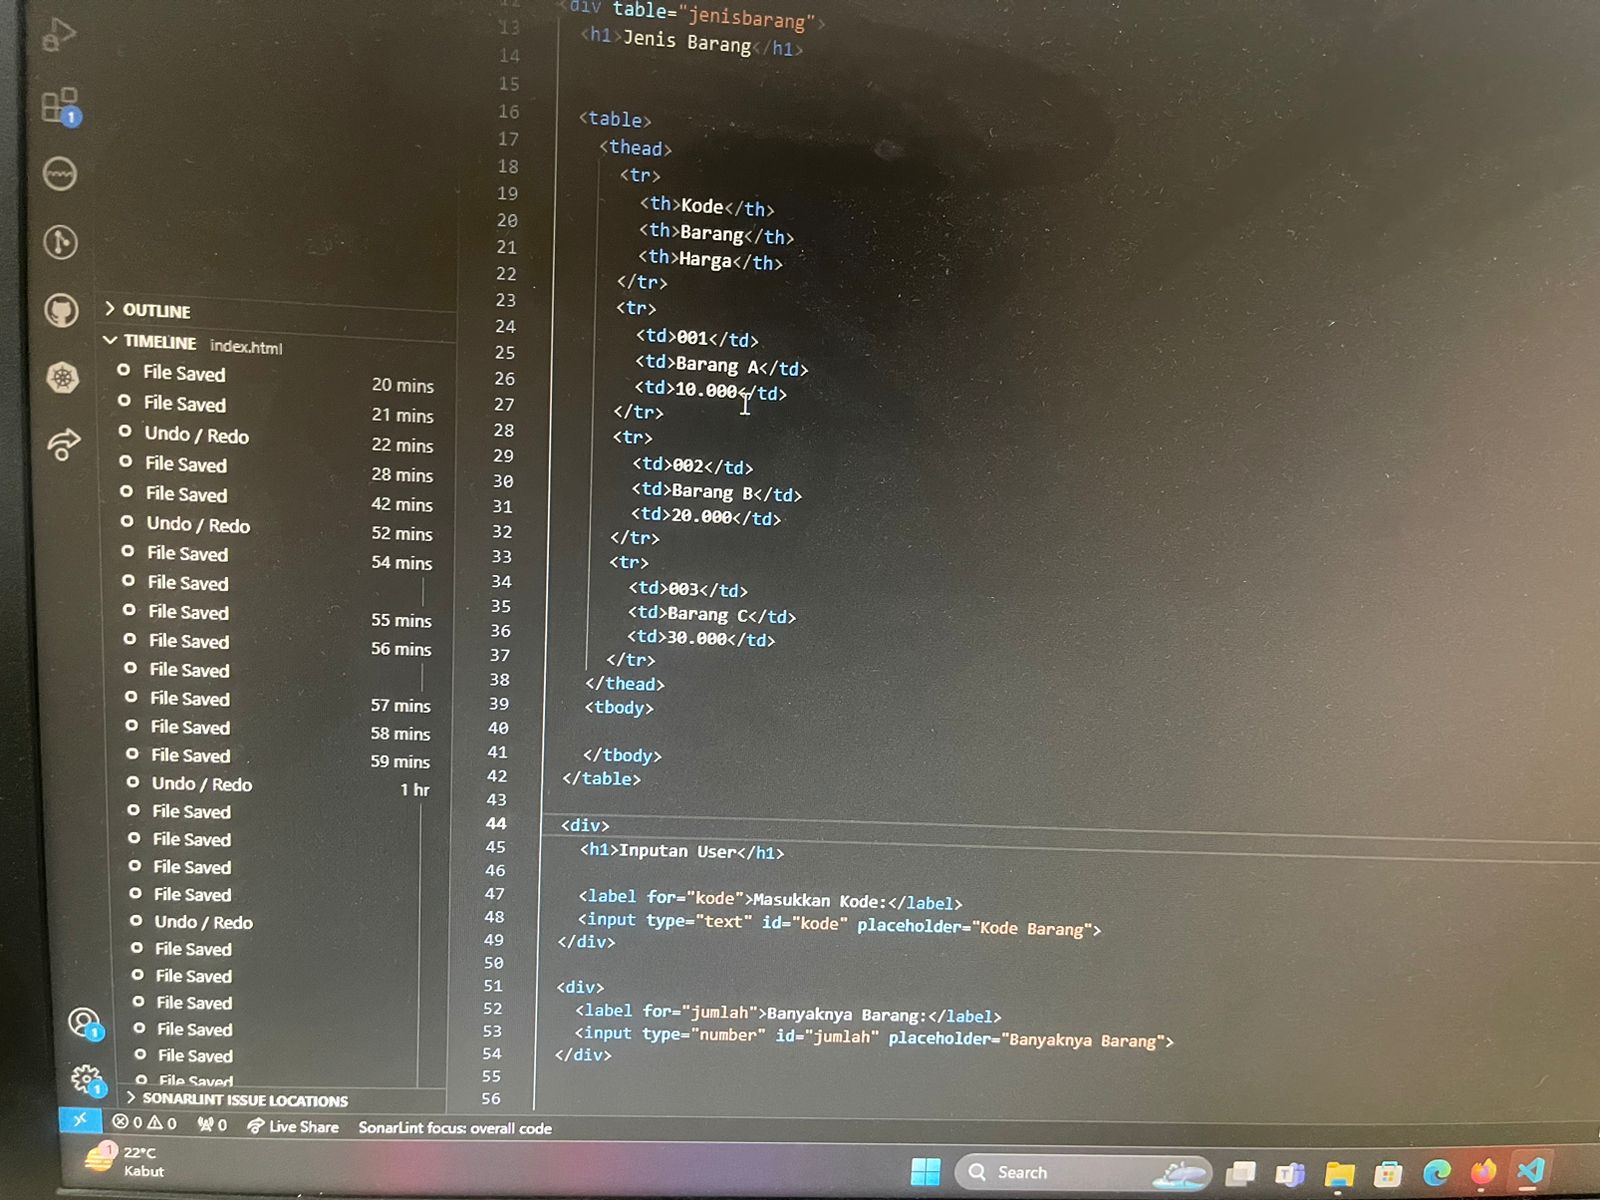 12 <div table="jenisbarang">
13 <h1>Jenis Barang</h1>
14
15
16 <table>
17 <thead>
18 <tr>
19 <th>Kode</th>
20 <th>Barang</th>
21 <th>Harga</th>
22 </tr>
23 <tr>
24 <td>001</td>
25 <td>Barang A</td>
26 <td>10.000</td>
27 </tr>
28 <tr>
29 <td>002</td>
30 <td>Barang B</td>
31 <td>20.000</td>
32 </tr>
33 <tr>
34 <td>003</td>
35 <td>Barang C</td>
36 <td>30.000</td>
37 </tr>
38 </thead>
39 <tbody>
40
41 </tbody>
42 </table>
43
44 <div>
45 <h1>Inputan User</h1>
46
47 <label for="kode">Masukkan Kode:</label>
48 <input type="text" id="kode" placeholder="Kode Barang">
49 </div>
50
51 <div>
52 <label for="jumlah">Banyaknya Barang:</label>
53 <input type="number" id="jumlah" placeholder="Banyaknya Barang">
54 </div>
55
56
1
OUTLINE
TIMELINE index.html
File Saved 20 mins
File Saved 21 mins
Undo / Redo 22 mins
File Saved 28 mins
File Saved 42 mins
Undo / Redo 52 mins
File Saved 54 mins
File Saved
File Saved 55 mins
File Saved 56 mins
File Saved
File Saved 57 mins
File Saved 58 mins
File Saved 59 mins
Undo / Redo 1 hr
File Saved
File Saved
File Saved
File Saved
Undo / Redo
File Saved
File Saved
File Saved
File Saved
File Saved
File Saved
1
1
SONARLINT ISSUE LOCATIONS
0 0 0 Live Share SonarLint focus: overall code
1
22°C
Kabut
Search